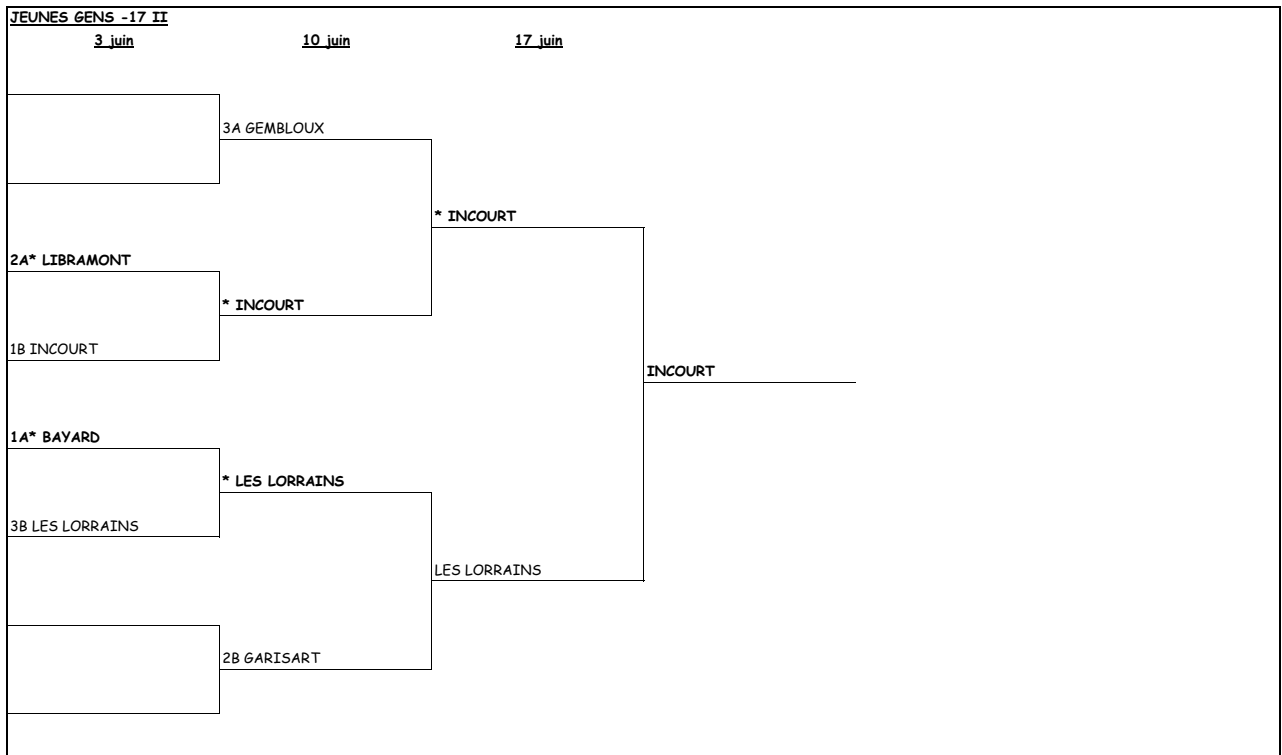 JEUNES GENS -17 II
3 juin 10 juin 17 juin
3A GEMBLOUX
* INCOURT
2A* LIBRAMONT
* INCOURT
1B INCOURT
INCOURT
1A* BAYARD
* LES LORRAINS
3B LES LORRAINS
LES LORRAINS
2B GARISART